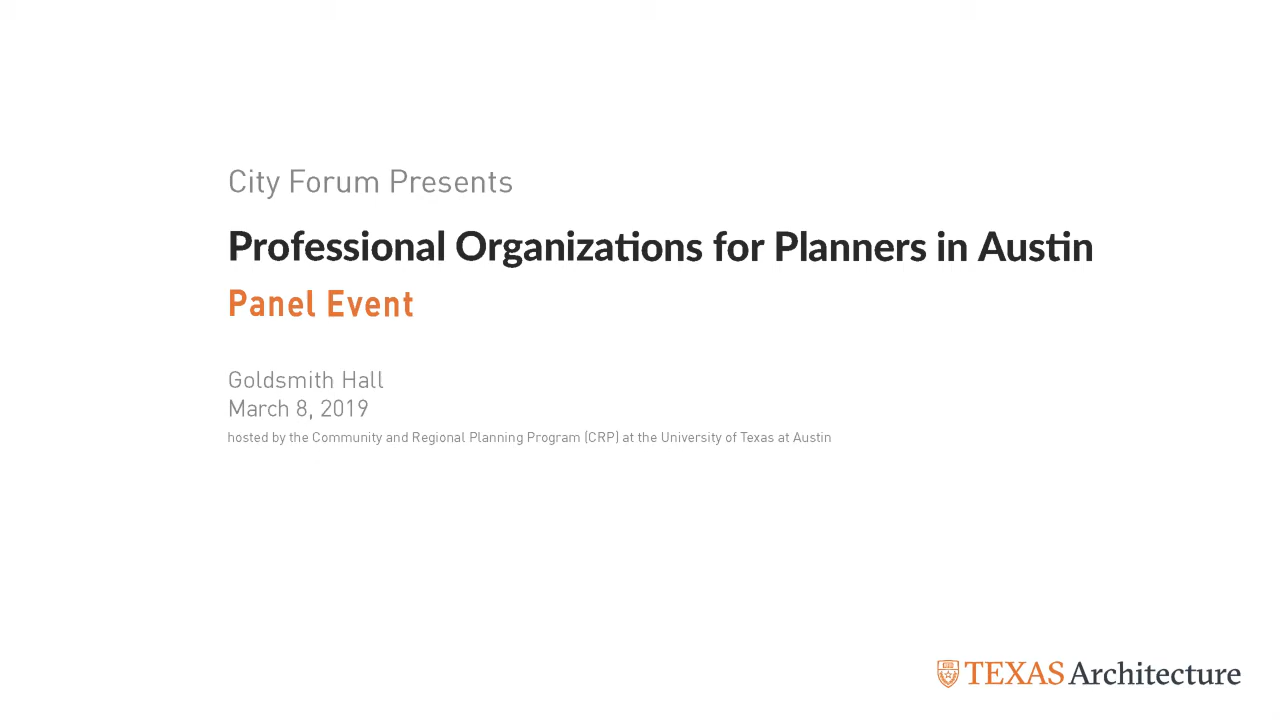 City Forum Presents
Professional Organizations for Planners in Austin
Panel Event
Goldsmith Hall
March 8, 2019
hosted by the Community and Regional Planning Program (CRP) at the University of Texas at Austin
TEXAS Architecture